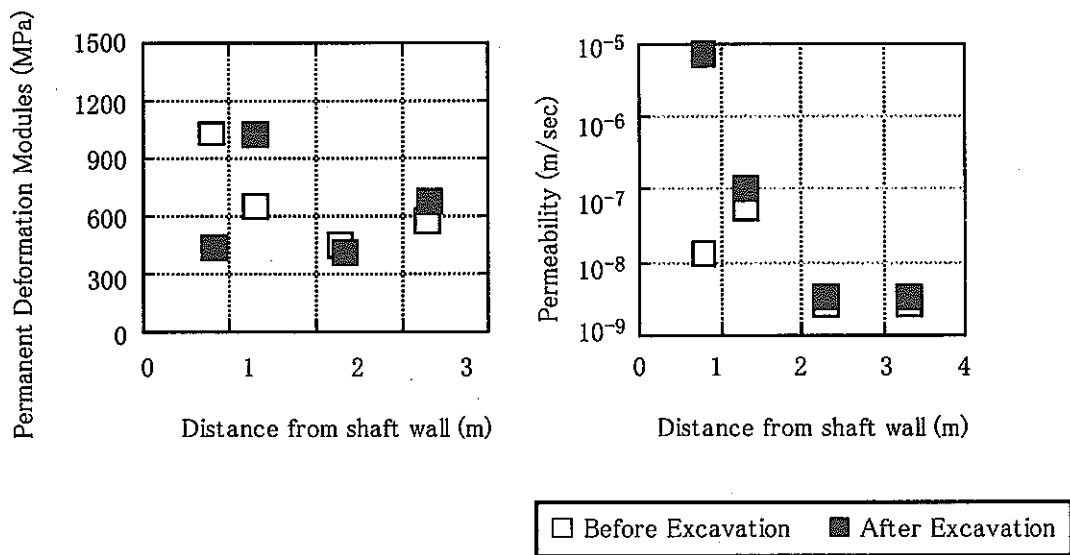 Permanent Deformation Modules (MPa)
1500
1200
900
600
300
0
0 1 2 3
Distance from shaft wall (m)
Permeability (m/sec)
10⁻⁵
10⁻⁶
10⁻⁷
10⁻⁸
10⁻⁹
0 1 2 3 4
Distance from shaft wall (m)
Before Excavation After Excavation